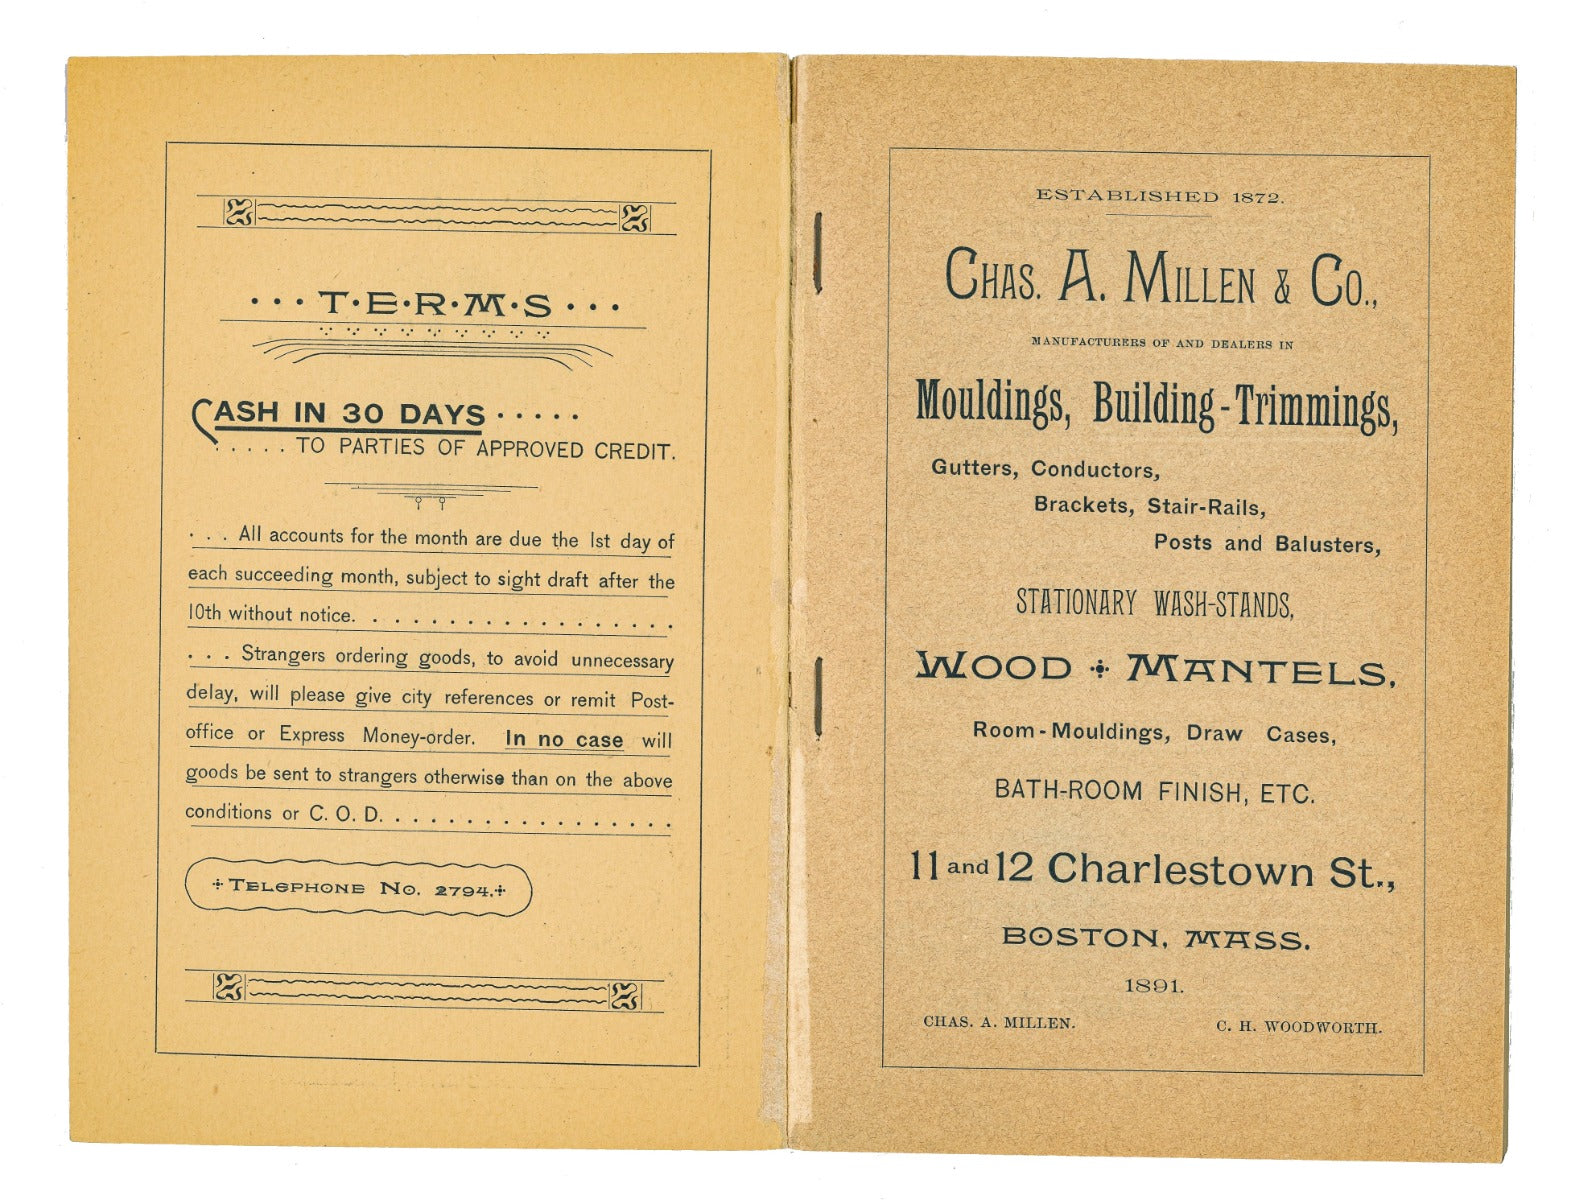 · · · T·E·R·M·S · · ·
CASH IN 30 DAYS · · · · ·
. . . . . TO PARTIES OF APPROVED CREDIT.
. . . All accounts for the month are due the 1st day of
each succeeding month, subject to sight draft after the
10th without notice. . . . . . . . . . . . . . . . . .
. . . Strangers ordering goods, to avoid unnecessary
delay, will please give city references or remit Post-
office or Express Money-order. In no case will
goods be sent to strangers otherwise than on the above
conditions or C. O. D. . . . . . . . . . . . . . . . . .
TELEPHONE No. 2794.
ESTABLISHED 1872.
CHAS. A. MILLEN & CO.,
MANUFACTURERS OF AND DEALERS IN
Mouldings, Building-Trimmings,
Gutters, Conductors,
Brackets, Stair-Rails,
Posts and Balusters,
STATIONARY WASH-STANDS,
WOOD MANTELS,
Room-Mouldings, Draw Cases,
BATH-ROOM FINISH, ETC.
11 and 12 Charlestown St.,
BOSTON, MASS.
1891.
CHAS. A. MILLEN. C. H. WOODWORTH.